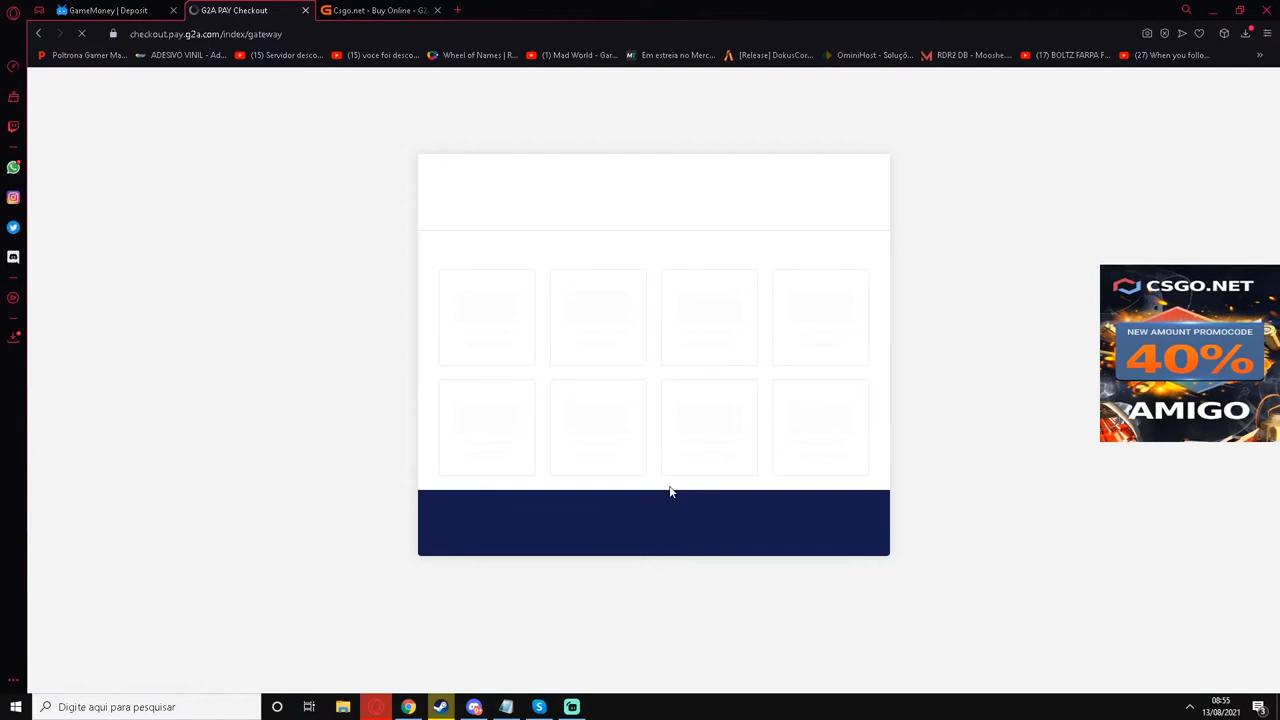 GameMoney | Deposit
G2A PAY Checkout
Csgo.net - Buy Online - G2
checkout.pay.g2a.com/index/gateway
Poltrona Gamer Ma...
ADESIVO VINIL - Ad...
(15) Servidor desco...
(15) voce foi desco...
Wheel of Names | R...
(1) Mad World - Gar...
Em estreia no Merc...
[Release] DokusCor...
OminiHost - Soluçõ...
RDR2 DB - Mooshe...
(17) BOLTZ FARPA F...
(27) When you follo...
CSGO.NET
NEW AMOUNT PROMOCODE
40%
AMIGO
Digite aqui para pesquisar
08:55
13/08/2021